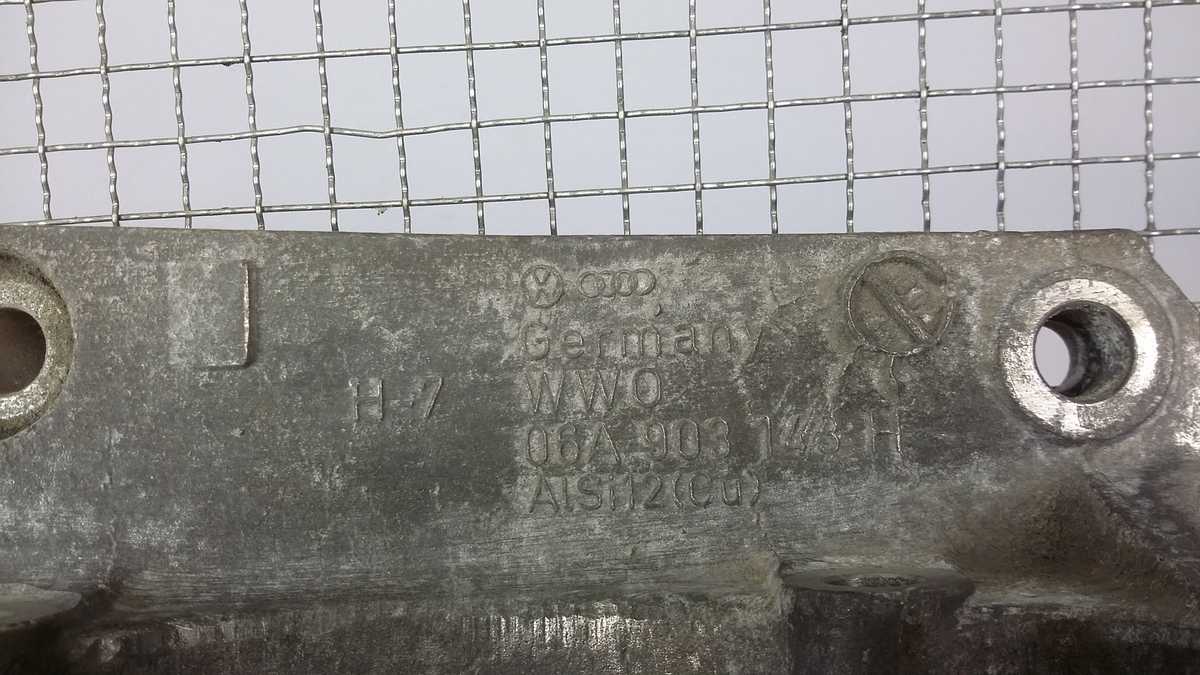 Germany
H 7 WWO
06A 903 143 H
AlSi12(Cu)